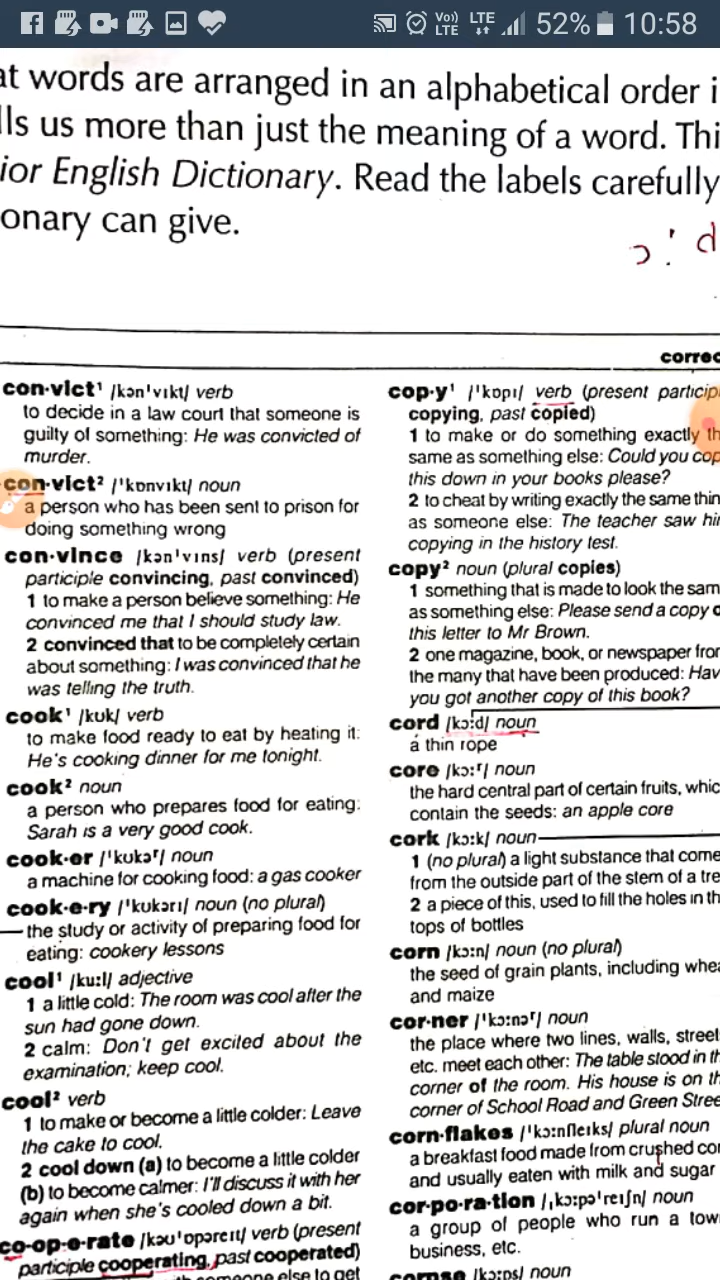 52% 10:58
at words are arranged in an alphabetical order i
lls us more than just the meaning of a word. Thi
ior English Dictionary. Read the labels carefully
onary can give.
correc
con·vict¹ /kən'vɪkt/ verb
to decide in a law court that someone is
guilty of something: He was convicted of
murder.
con·vict² /'kɒnvɪkt/ noun
a person who has been sent to prison for
doing something wrong
con·vince /kən'vɪns/ verb (present
participle convincing, past convinced)
1 to make a person believe something: He
convinced me that I should study law.
2 convinced that to be completely certain
about something: I was convinced that he
was telling the truth.
cook¹ /kʊk/ verb
to make food ready to eat by heating it:
He's cooking dinner for me tonight.
cook² noun
a person who prepares food for eating:
Sarah is a very good cook.
cook·er /'kʊkəʳ/ noun
a machine for cooking food: a gas cooker
cook·e·ry /'kʊkərɪ/ noun (no plural)
the study or activity of preparing food for
eating: cookery lessons
cool¹ /ku:l/ adjective
1 a little cold: The room was cool after the
sun had gone down.
2 calm: Don't get excited about the
examination; keep cool.
cool² verb
1 to make or become a little colder: Leave
the cake to cool.
2 cool down (a) to become a little colder
(b) to become calmer: I'll discuss it with her
again when she's cooled down a bit.
co·op·e·rate /kəʊ'ɒpəreɪt/ verb (present
participle cooperating, past cooperated)
someone else to get
cop·y¹ /'kɒpɪ/ verb (present particip
copying, past copied)
1 to make or do something exactly th
same as something else: Could you cop
this down in your books please?
2 to cheat by writing exactly the same thin
as someone else: The teacher saw hir
copying in the history test.
copy² noun (plural copies)
1 something that is made to look the sam
as something else: Please send a copy o
this letter to Mr Brown.
2 one magazine, book, or newspaper fror
the many that have been produced: Hav
you got another copy of this book?
cord /kɔ:d/ noun
a thin rope
core /kɔ:ʳ/ noun
the hard central part of certain fruits, whic
contain the seeds: an apple core
cork /kɔ:k/ noun
1 (no plural) a light substance that come
from the outside part of the stem of a tre
2 a piece of this, used to fill the holes in th
tops of bottles
corn /kɔ:n/ noun (no plural)
the seed of grain plants, including whea
and maize
cor·ner /'kɔ:nəʳ/ noun
the place where two lines, walls, street
etc. meet each other: The table stood in th
corner of the room. His house is on th
corner of School Road and Green Stree
corn·flakes /'kɔ:nfleɪks/ plural noun
a breakfast food made from crushed cor
and usually eaten with milk and sugar
cor·po·ra·tion /ˌkɔ:pə'reɪʃn/ noun
a group of people who run a tow
business, etc.
corpse /kɔ:ps/ noun